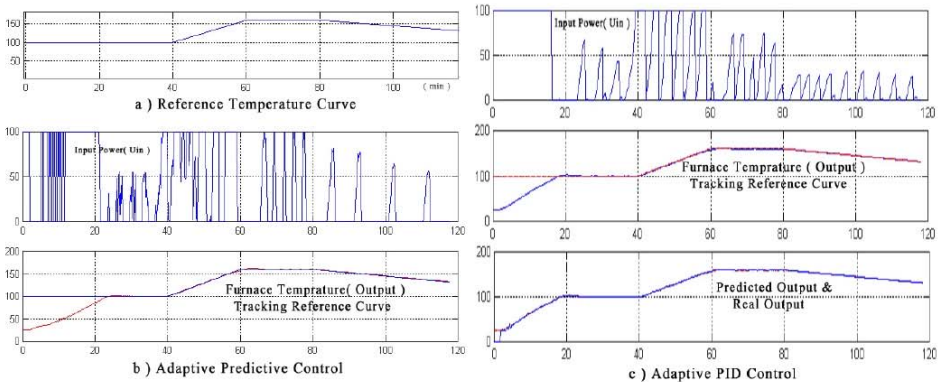 150
100
50
0 20 40 60 80 100
( min )
a ) Reference Temperature Curve
100
Input Power( Uin )
50
0
0 20 40 60 80 100 120
200
150
100
50
0
Furnace Temprature( Output )
Tracking Reference Curve
0 20 40 60 80 100 120
b ) Adaptive Predictive Control
100
Input Power( Uin )
50
0
0 20 40 60 80 100 120
200
100
0
Furnace Temprature ( Output )
Tracking Reference Curve
0 20 40 60 80 100 120
200
100
0
Predicted Output &
Real Output
0 20 40 60 80 100 120
c ) Adaptive PID Control